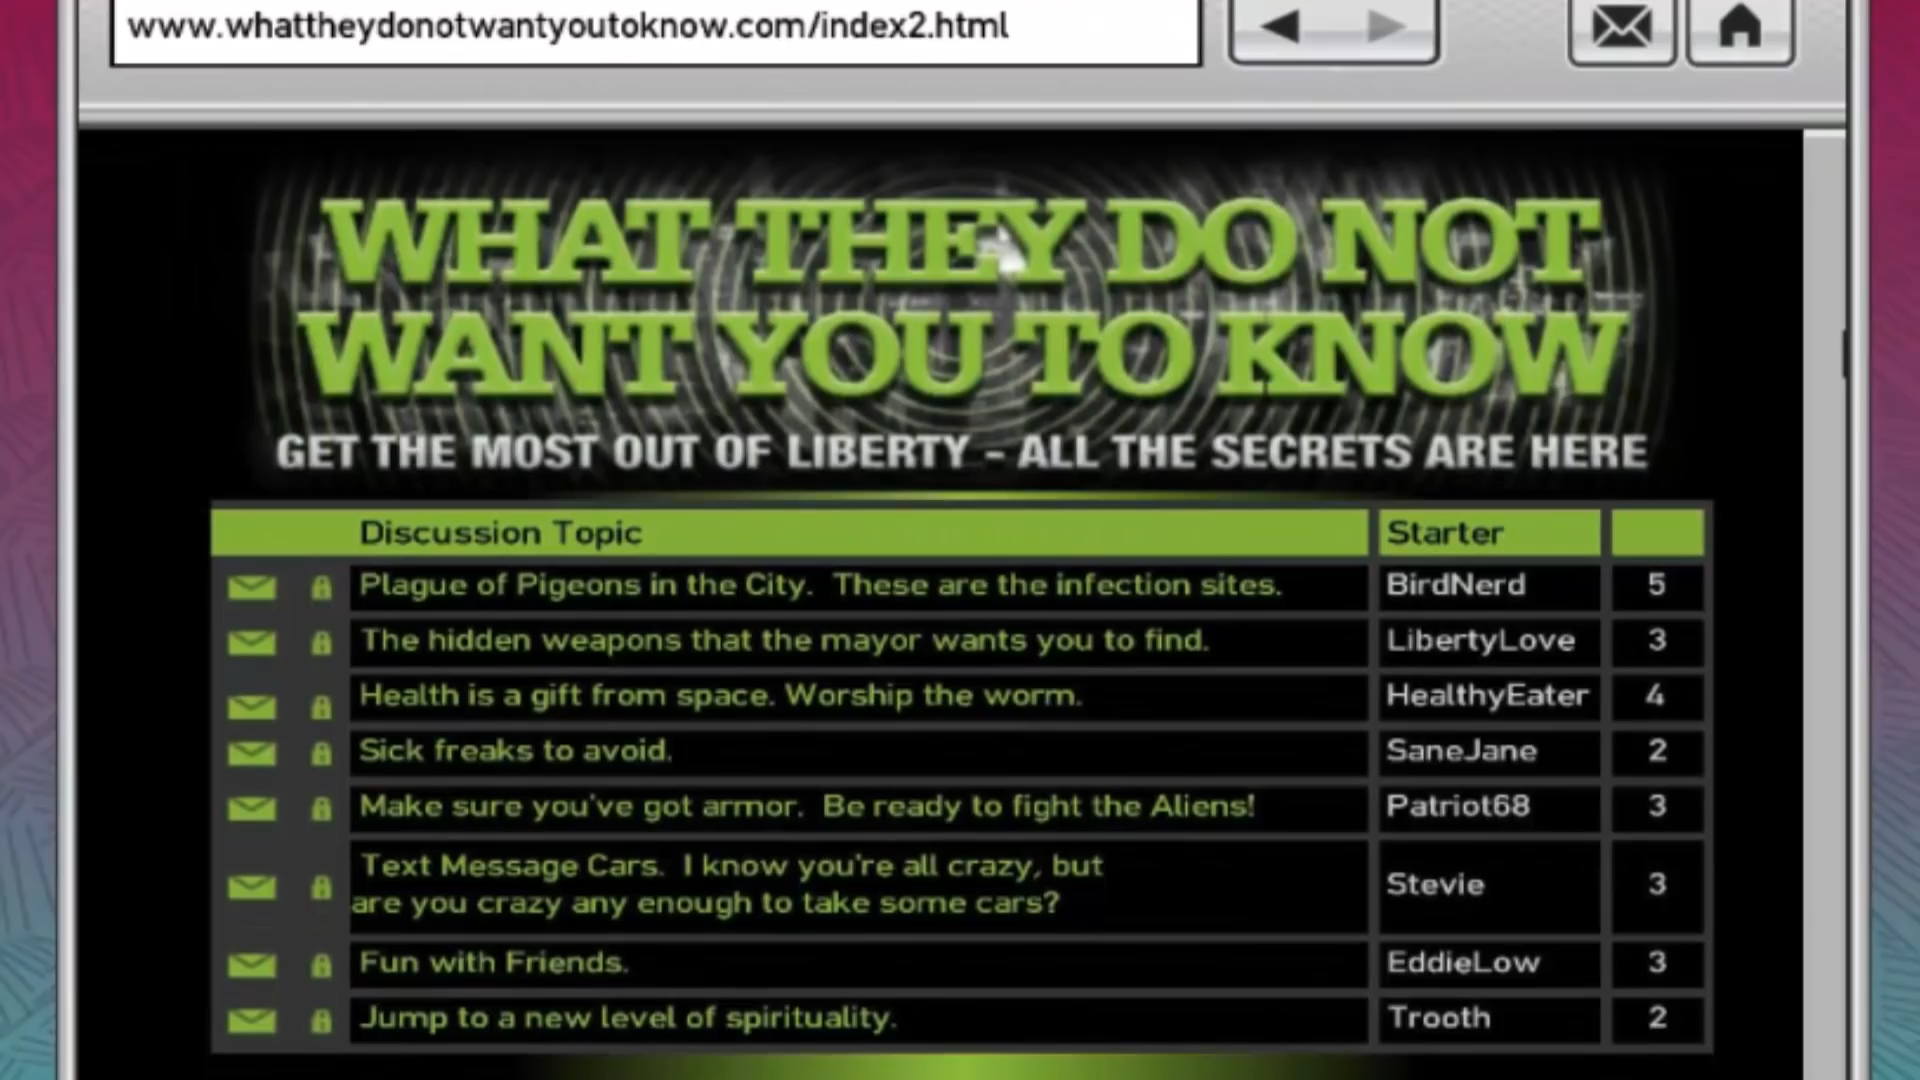 www.whattheydonotwantyoutoknow.com/index2.html
WHAT THEY DO NOT
WANT YOU TO KNOW
GET THE MOST OUT OF LIBERTY - ALL THE SECRETS ARE HERE
Discussion Topic Starter
Plague of Pigeons in the City. These are the infection sites. BirdNerd 5
The hidden weapons that the mayor wants you to find. LibertyLove 3
Health is a gift from space. Worship the worm. HealthyEater 4
Sick freaks to avoid. SaneJane 2
Make sure you've got armor. Be ready to fight the Aliens! Patriot68 3
Text Message Cars. I know you're all crazy, but
are you crazy any enough to take some cars? Stevie 3
Fun with Friends. EddieLow 3
Jump to a new level of spirituality. Trooth 2